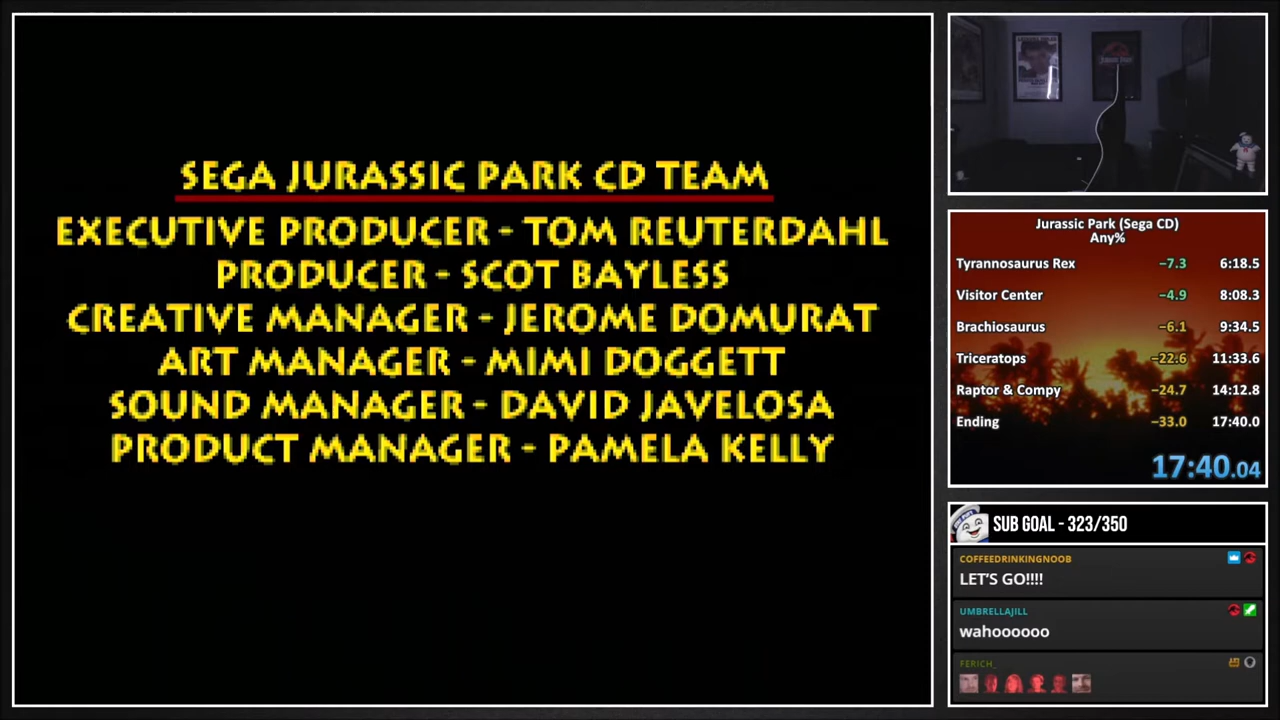 SEGA JURASSIC PARK CD TEAM
EXECUTIVE PRODUCER - TOM REUTERDAHL
PRODUCER - SCOT BAYLESS
CREATIVE MANAGER - JEROME DOMURAT
ART MANAGER - MIMI DOGGETT
SOUND MANAGER - DAVID JAVELOSA
PRODUCT MANAGER - PAMELA KELLY
Jurassic Park (Sega CD)
Any%
Tyrannosaurus Rex −7.3 6:18.5
Visitor Center −4.9 8:08.3
Brachiosaurus −6.1 9:34.5
Triceratops −22.6 11:33.6
Raptor & Compy −24.7 14:12.8
Ending −33.0 17:40.0
17:40.04
SUB GOAL - 323/350
COFFEEDRINKINGNOOB
LET'S GO!!!!
UMBRELLAJILL
wahoooooo
FERICH_